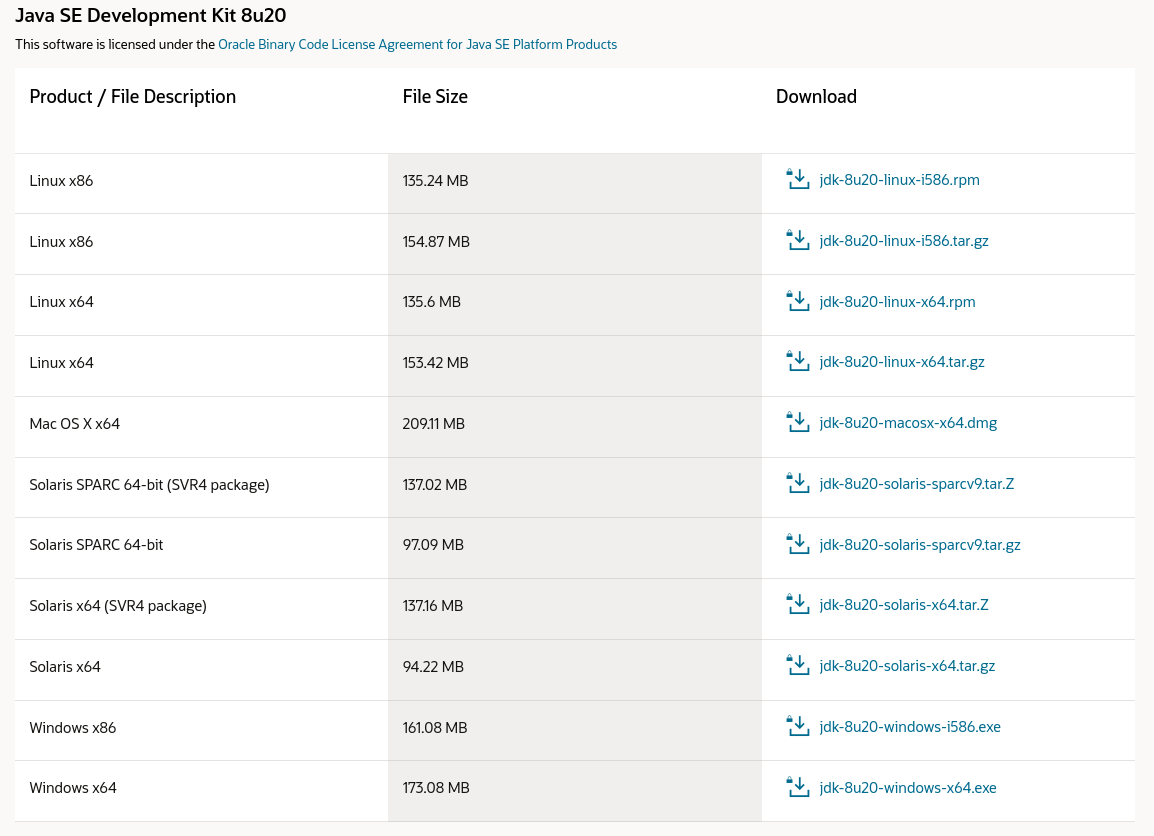 Java SE Development Kit 8u20
This software is licensed under the Oracle Binary Code License Agreement for Java SE Platform Products
Product / File Description File Size Download
Linux x86 135.24 MB jdk-8u20-linux-i586.rpm
Linux x86 154.87 MB jdk-8u20-linux-i586.tar.gz
Linux x64 135.6 MB jdk-8u20-linux-x64.rpm
Linux x64 153.42 MB jdk-8u20-linux-x64.tar.gz
Mac OS X x64 209.11 MB jdk-8u20-macosx-x64.dmg
Solaris SPARC 64-bit (SVR4 package) 137.02 MB jdk-8u20-solaris-sparcv9.tar.Z
Solaris SPARC 64-bit 97.09 MB jdk-8u20-solaris-sparcv9.tar.gz
Solaris x64 (SVR4 package) 137.16 MB jdk-8u20-solaris-x64.tar.Z
Solaris x64 94.22 MB jdk-8u20-solaris-x64.tar.gz
Windows x86 161.08 MB jdk-8u20-windows-i586.exe
Windows x64 173.08 MB jdk-8u20-windows-x64.exe